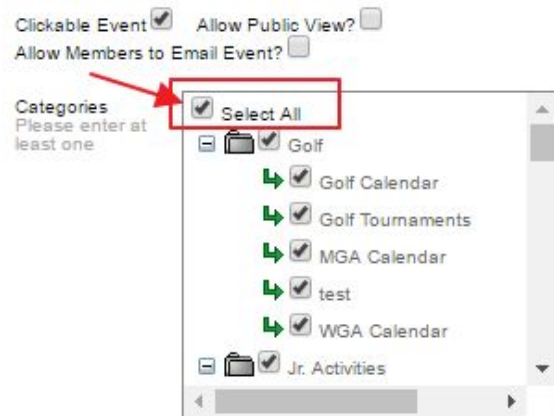 Clickable Event Allow Public View?
Allow Members to Email Event?
Categories
Please enter at
least one
Select All
Golf
Golf Calendar
Golf Tournaments
MGA Calendar
test
WGA Calendar
Jr. Activities